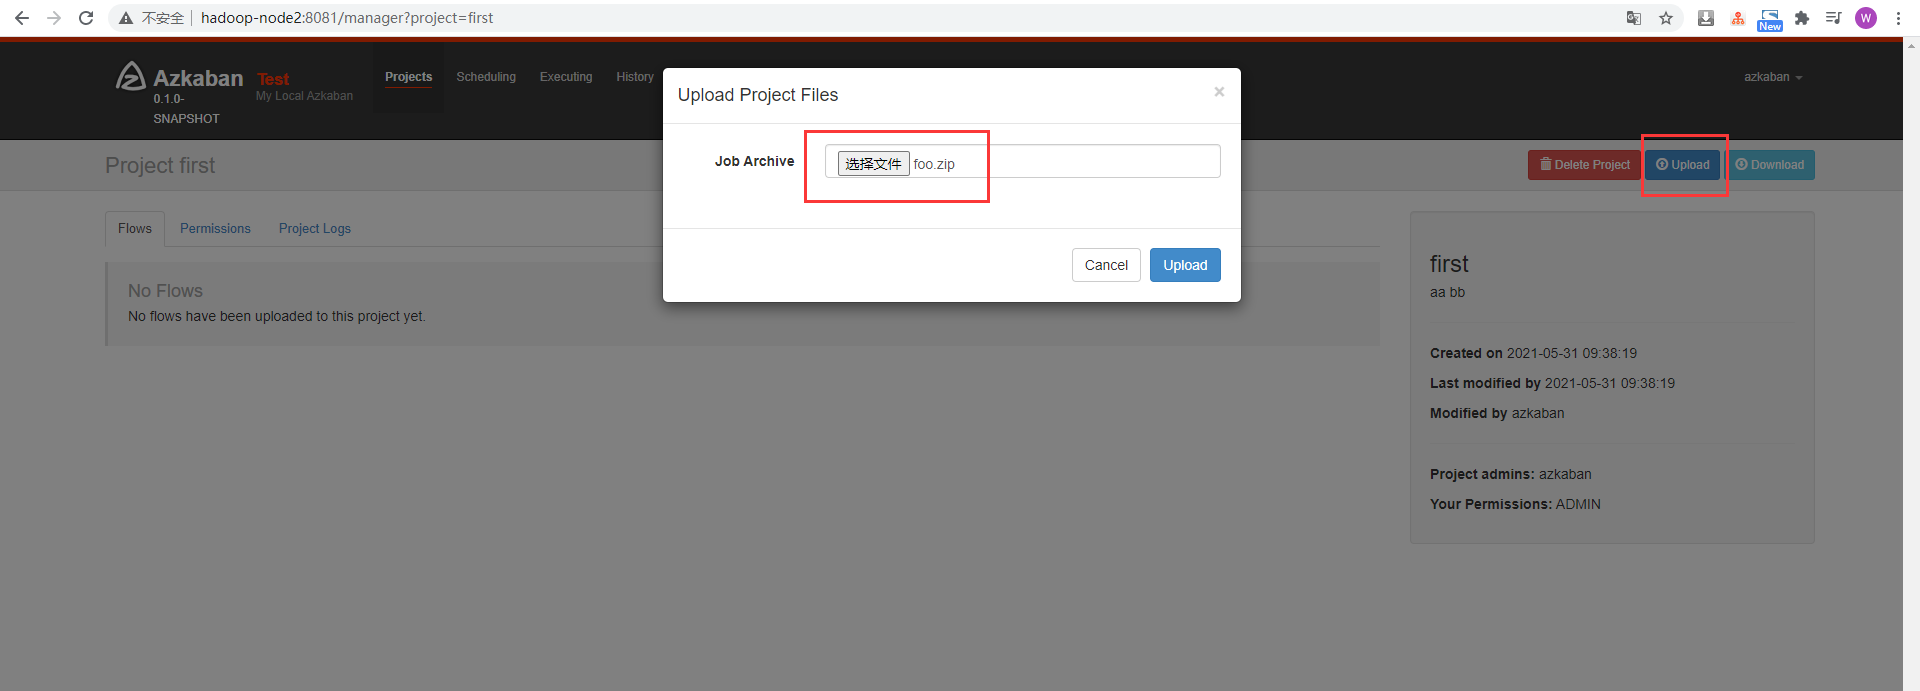 不安全 hadoop-node2:8081/manager?project=first
New
W
Azkaban
0.1.0-
SNAPSHOT
Test
My Local Azkaban
Projects Scheduling Executing History
azkaban
Upload Project Files
×
Job Archive 选择文件 foo.zip
Cancel Upload
Project first
Delete Project Upload Download
Flows Permissions Project Logs
No Flows
No flows have been uploaded to this project yet.
first
aa bb
Created on 2021-05-31 09:38:19
Last modified by 2021-05-31 09:38:19
Modified by azkaban
Project admins: azkaban
Your Permissions: ADMIN